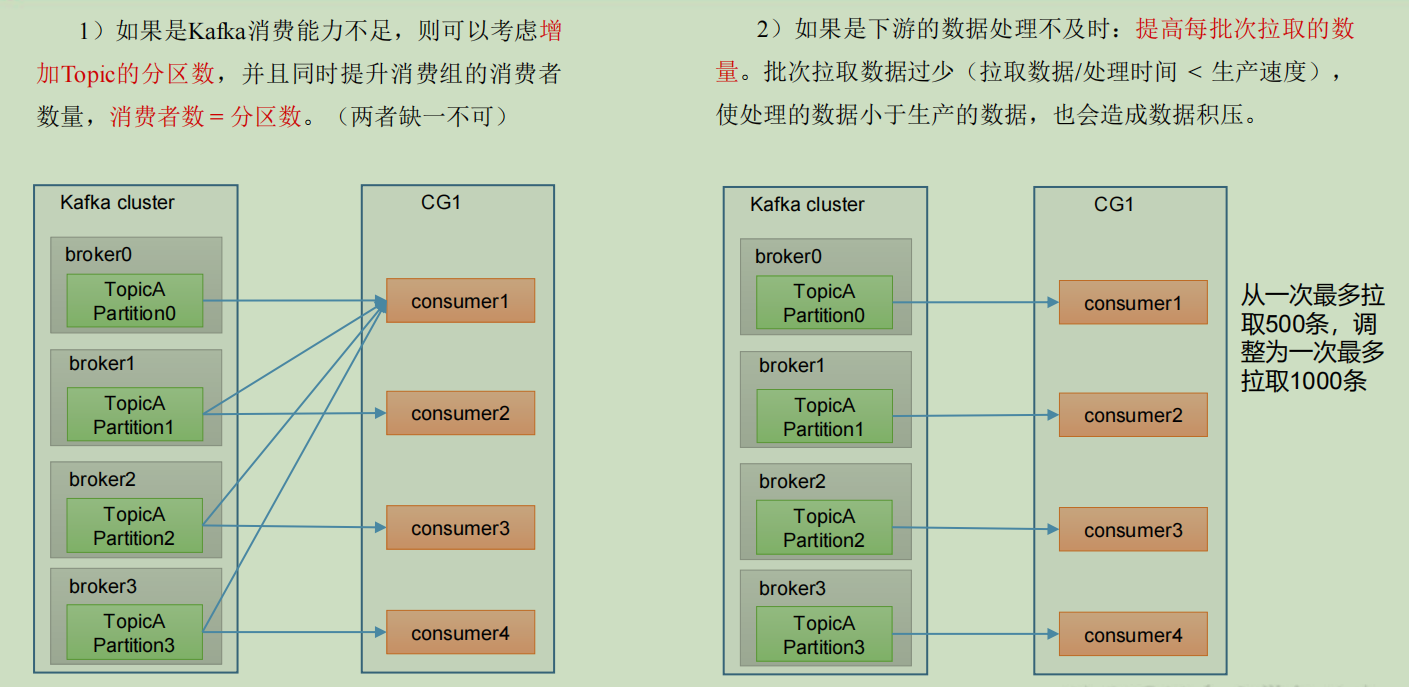 1）如果是Kafka消费能力不足，则可以考虑增
加Topic的分区数，并且同时提升消费组的消费者
数量，消费者数 = 分区数。（两者缺一不可）
Kafka cluster
broker0
TopicA
Partition0
broker1
TopicA
Partition1
broker2
TopicA
Partition2
broker3
TopicA
Partition3
CG1
consumer1
consumer2
consumer3
consumer4
2）如果是下游的数据处理不及时：提高每批次拉取的数
量。批次拉取数据过少（拉取数据/处理时间 < 生产速度），
使处理的数据小于生产的数据，也会造成数据积压。
Kafka cluster
broker0
TopicA
Partition0
broker1
TopicA
Partition1
broker2
TopicA
Partition2
broker3
TopicA
Partition3
CG1
consumer1
consumer2
consumer3
consumer4
从一次最多拉
取500条，调
整为一次最多
拉取1000条